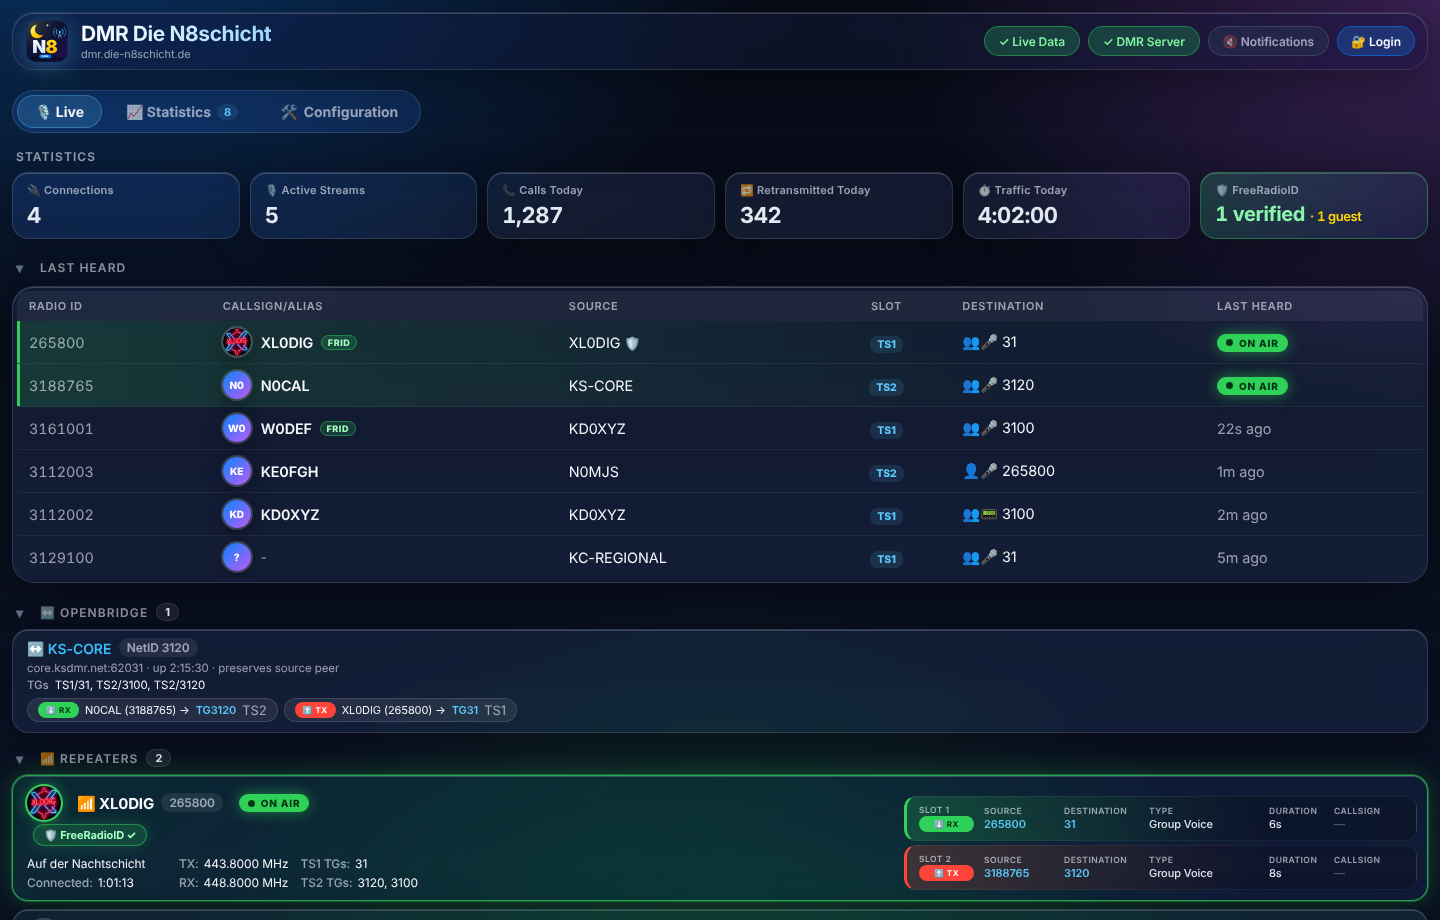 N8
DMR Die N8schicht
dmr.die-n8schicht.de
✓ Live Data
✓ DMR Server
Notifications
Login
Live
Statistics 8
Configuration
STATISTICS
Connections
4
Active Streams
5
Calls Today
1,287
Retransmitted Today
342
Traffic Today
4:02:00
FreeRadioID
1 verified · 1 guest
▼ LAST HEARD
RADIO ID CALLSIGN/ALIAS SOURCE SLOT DESTINATION LAST HEARD
265800 XL0DIG FRID XL0DIG TS1 31 ON AIR
3188765 N0 N0CAL KS-CORE TS2 3120 ON AIR
3161001 W0 W0DEF FRID KD0XYZ TS1 3100 22s ago
3112003 KE KE0FGH N0MJS TS2 265800 1m ago
3112002 KD KD0XYZ KD0XYZ TS1 3100 2m ago
3129100 ? - KC-REGIONAL TS1 31 5m ago
▼ OPENBRIDGE 1
KS-CORE NetID 3120
core.ksdmr.net:62031 · up 2:15:30 · preserves source peer
TGs TS1/31, TS2/3100, TS2/3120
RX N0CAL (3188765) → TG3120 TS2
TX XL0DIG (265800) → TG31 TS1
▼ REPEATERS 2
XL0DIG 265800 ON AIR
FreeRadioID ✓
Auf der Nachtschicht TX: 443.8000 MHz TS1 TGs: 31
Connected: 1:01:13 RX: 448.8000 MHz TS2 TGs: 3120, 3100
SLOT 1 SOURCE DESTINATION TYPE DURATION CALLSIGN
RX 265800 31 Group Voice 6s —
SLOT 2 SOURCE DESTINATION TYPE DURATION CALLSIGN
TX 3188765 3120 Group Voice 8s —